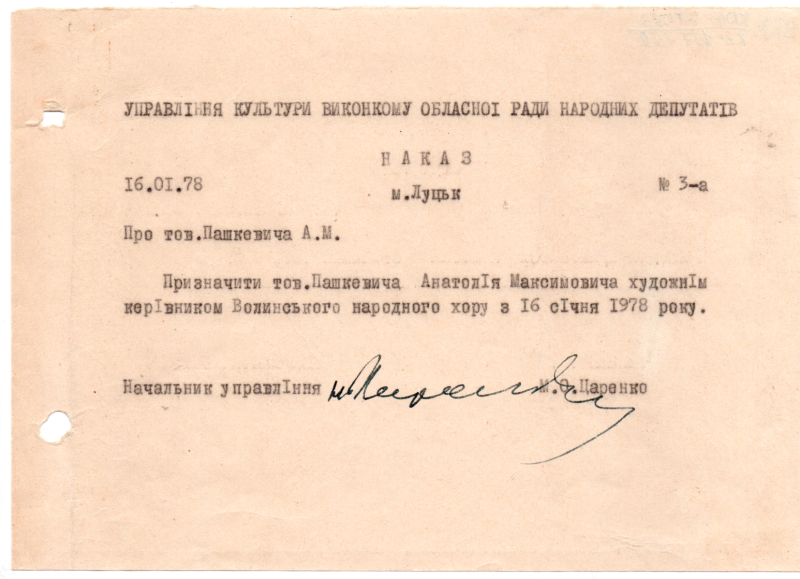 УПРАВЛІННЯ КУЛЬТУРИ ВИКОНКОМУ ОБЛАСНОЇ РАДИ НАРОДНИХ ДЕПУТАТІВ
НАКАЗ
16.01.78
м.Луцьк
№ 3-а
Про тов.Пашкевича А.М.
Призначити тов.Пашкевича Анатолія Максимовича художнім
керівником Волинського народного хору з 16 січня 1978 року.
Начальник управління М.О.Царенко